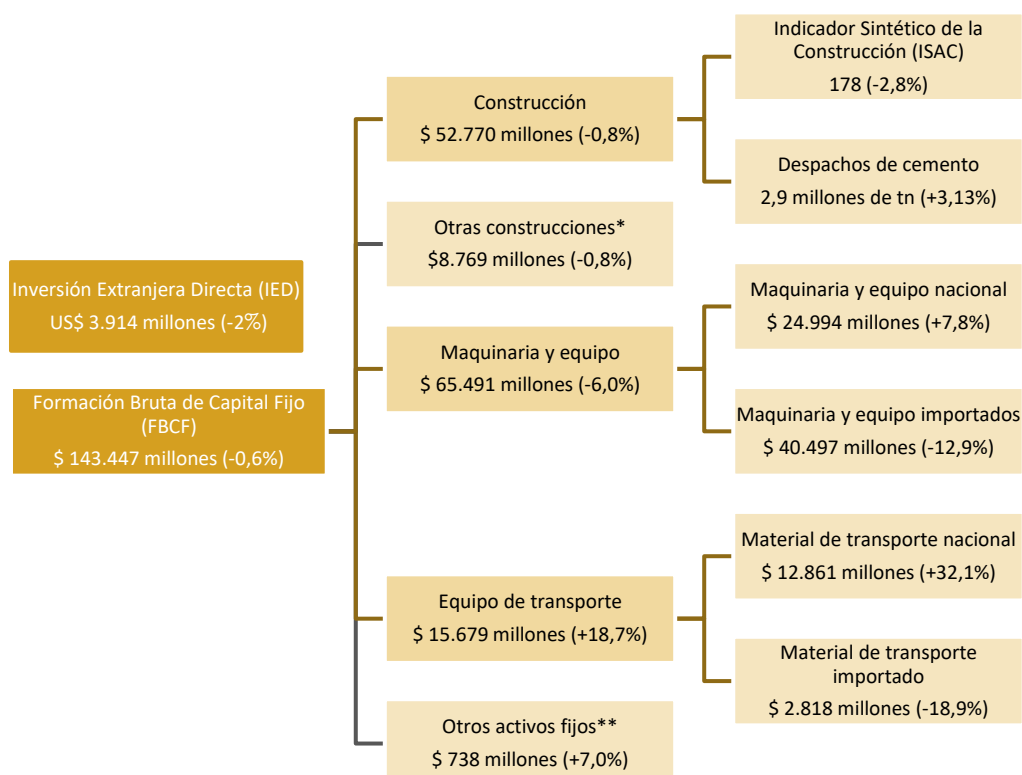 Inversión Extranjera Directa (IED)
US$ 3.914 millones (-2%)
Formación Bruta de Capital Fijo
(FBCF)
$ 143.447 millones (-0,6%)
Construcción
$ 52.770 millones (-0,8%)
Otras construcciones*
$8.769 millones (-0,8%)
Maquinaria y equipo
$ 65.491 millones (-6,0%)
Equipo de transporte
$ 15.679 millones (+18,7%)
Otros activos fijos**
$ 738 millones (+7,0%)
Indicador Sintético de la
Construcción (ISAC)
178 (-2,8%)
Despachos de cemento
2,9 millones de tn (+3,13%)
Maquinaria y equipo nacional
$ 24.994 millones (+7,8%)
Maquinaria y equipo importados
$ 40.497 millones (-12,9%)
Material de transporte nacional
$ 12.861 millones (+32,1%)
Material de transporte
importado
$ 2.818 millones (-18,9%)